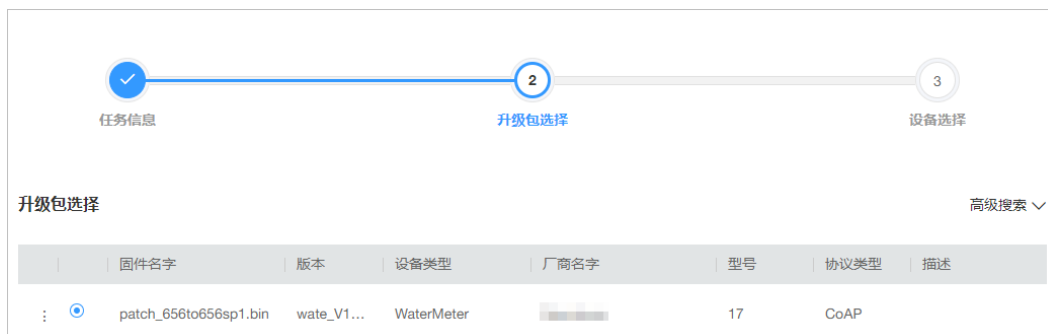 2
3
任务信息
升级包选择
设备选择
升级包选择
高级搜索
固件名字 版本 设备类型 厂商名字 型号 协议类型 描述
patch_656to656sp1.bin wate_V1... WaterMeter 17 CoAP